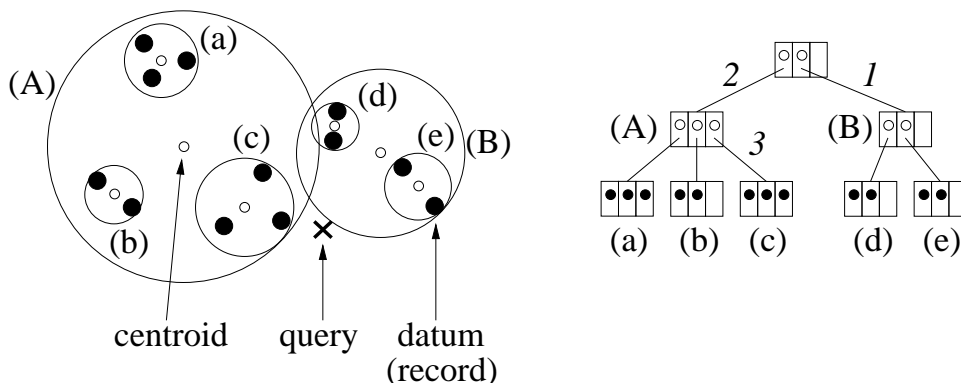 (a)
(A)
(d)
(c)
(e)
(B)
(b)
centroid
query
datum
(record)
2
1
(A)
3
(B)
(a)
(b)
(c)
(d)
(e)